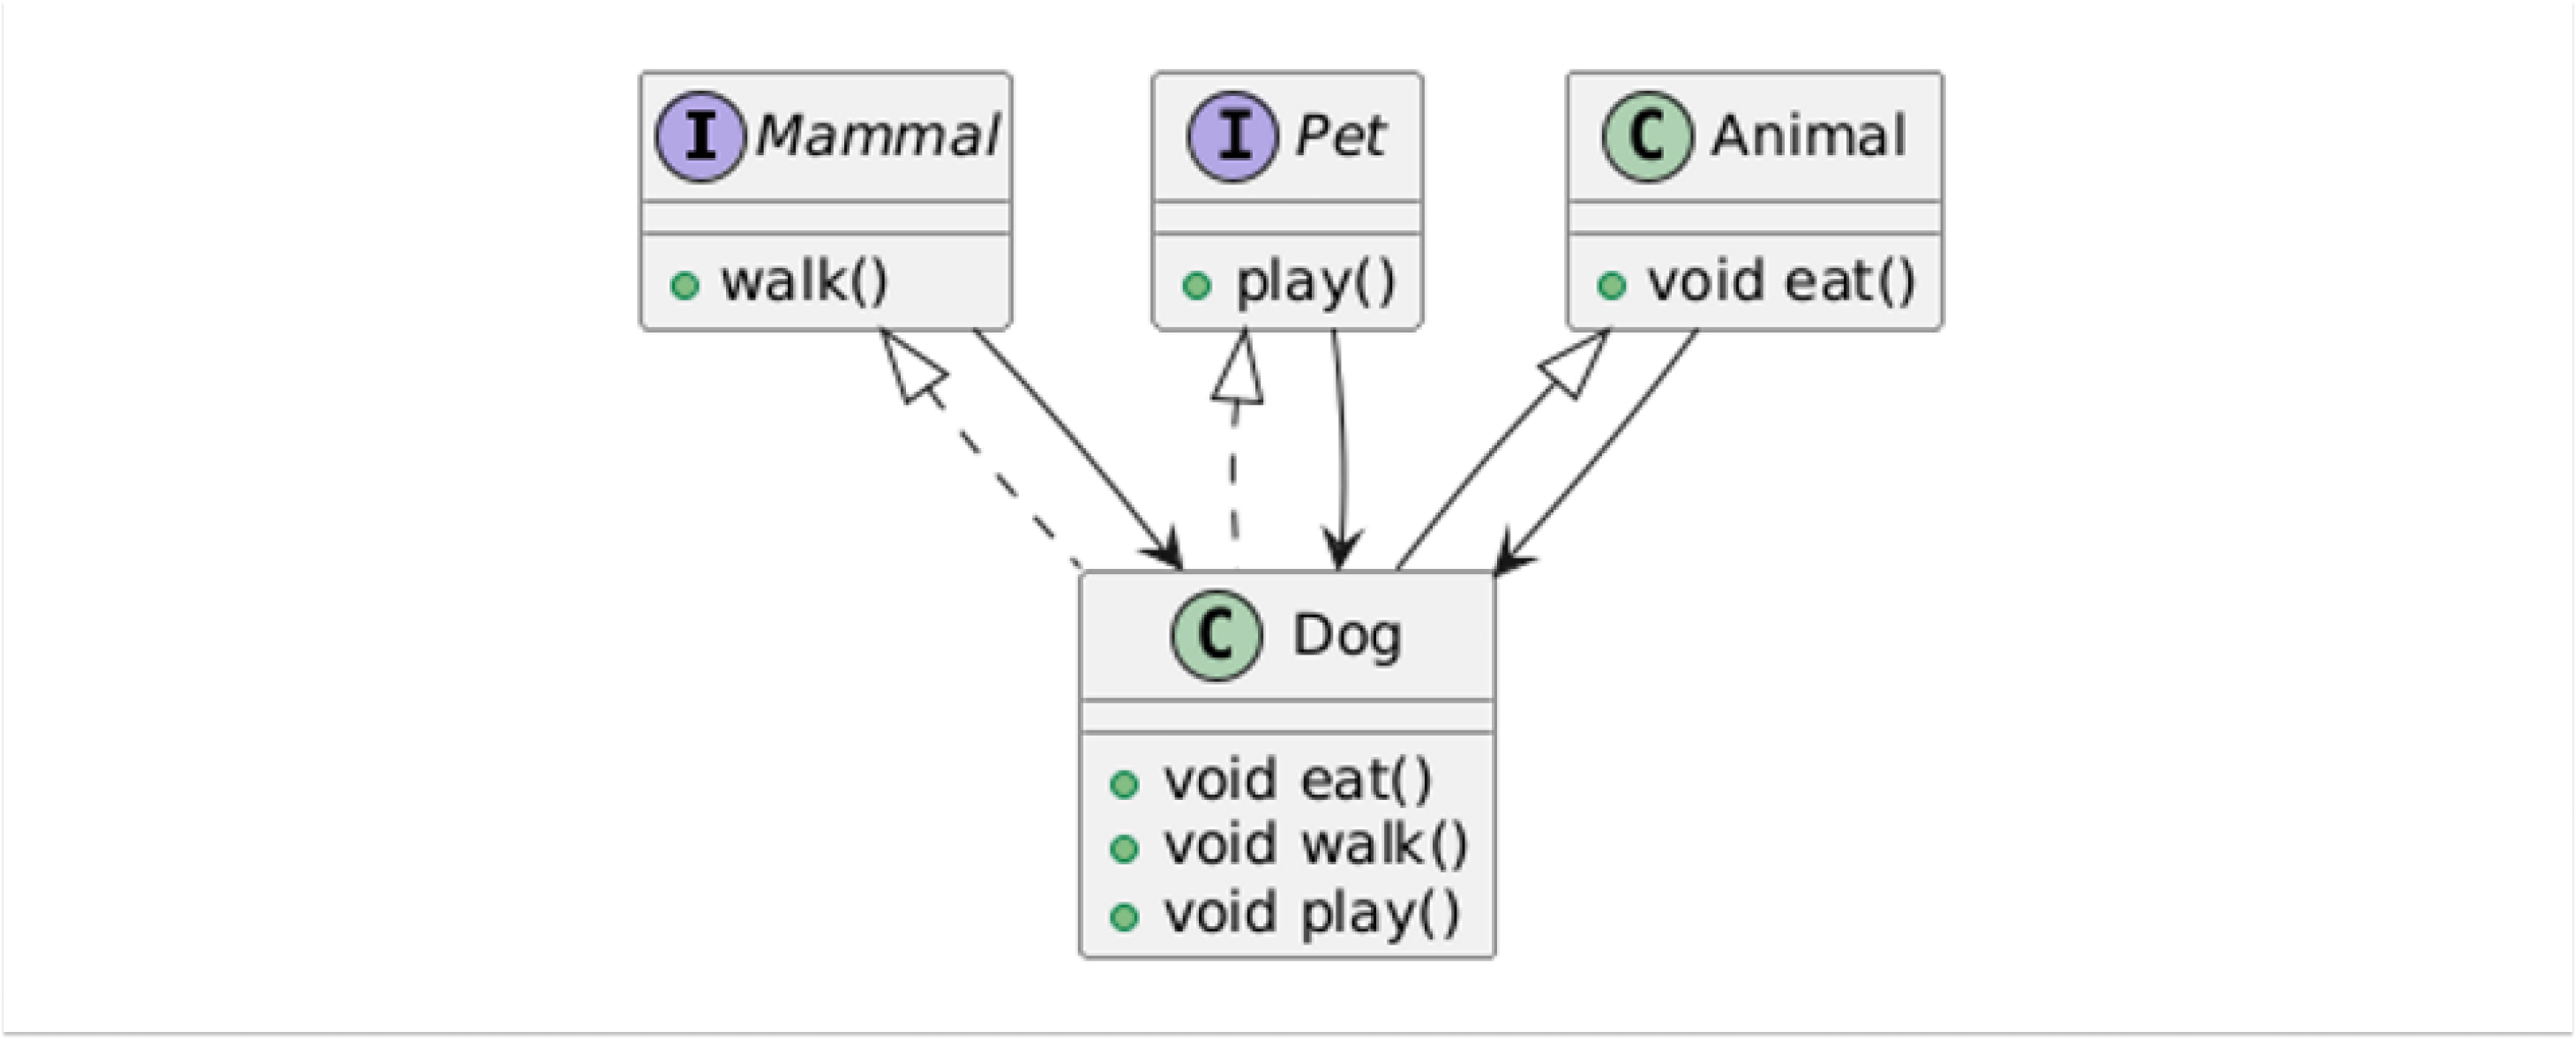 I Mammal
walk()
I Pet
play()
C Animal
void eat()
C Dog
void eat()
void walk()
void play()